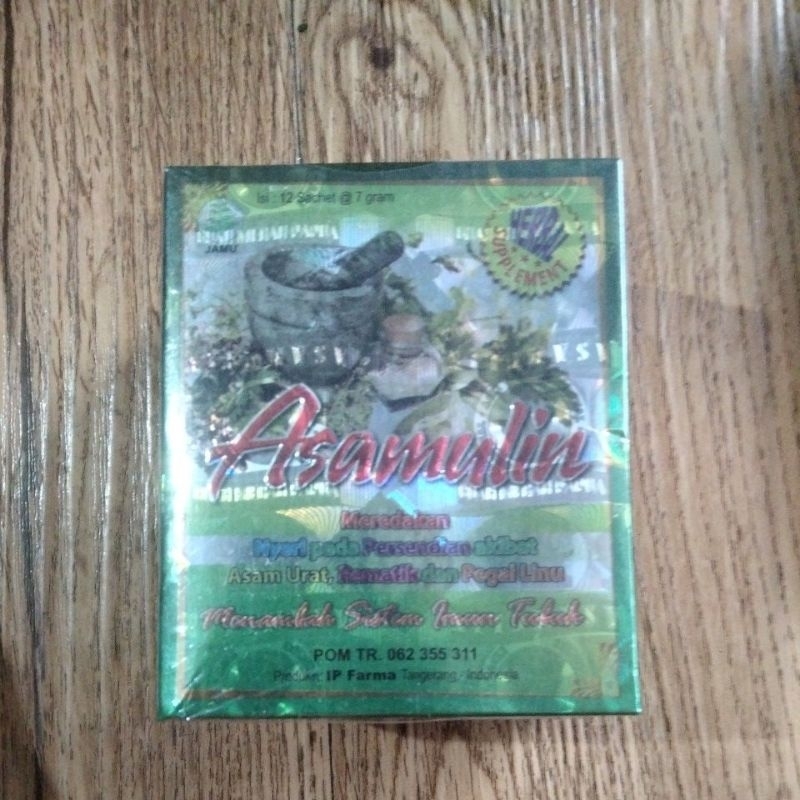 Isi : 12 Sachet @ 7 gram
JAMU
HERBAL
SUPPLEMENT
Asamulin
Meredakan
Nyeri pada Persendian akibat
Asam Urat, Rematik dan Pegal Linu
Menambah Sistem Imun Tubuh
POM TR. 062 355 311
Produksi: IP Farma Tangerang - Indonesia